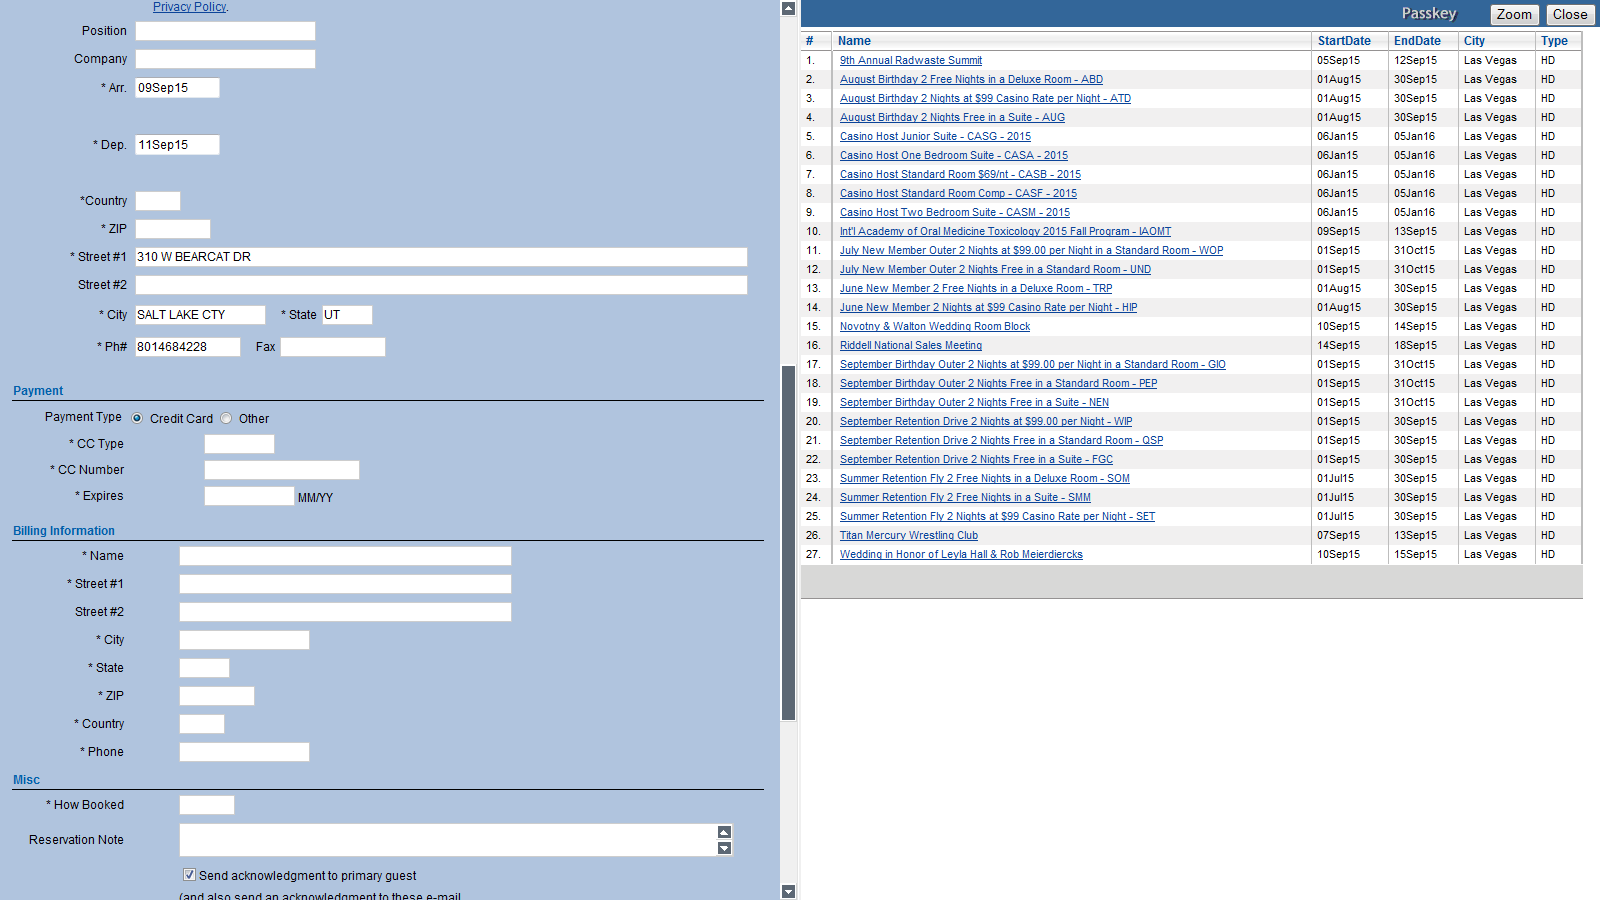 Privacy Policy.
Position
Company
* Arr. 09Sep15
* Dep. 11Sep15
*Country
* ZIP
* Street #1 310 W BEARCAT DR
Street #2
* City SALT LAKE CTY * State UT
* Ph# 8014684228 Fax
Payment
Payment Type Credit Card Other
* CC Type
* CC Number
* Expires MM/YY
Billing Information
* Name
* Street #1
Street #2
* City
* State
* ZIP
* Country
* Phone
Misc
* How Booked
Reservation Note
Send acknowledgment to primary guest
(and also send an acknowledgment to these e-mail
Passkey Zoom Close
# Name StartDate EndDate City Type
1. 9th Annual Radwaste Summit 05Sep15 12Sep15 Las Vegas HD
2. August Birthday 2 Free Nights in a Deluxe Room - ABD 01Aug15 30Sep15 Las Vegas HD
3. August Birthday 2 Nights at $99 Casino Rate per Night - ATD 01Aug15 30Sep15 Las Vegas HD
4. August Birthday 2 Nights Free in a Suite - AUG 01Aug15 30Sep15 Las Vegas HD
5. Casino Host Junior Suite - CASG - 2015 06Jan15 05Jan16 Las Vegas HD
6. Casino Host One Bedroom Suite - CASA - 2015 06Jan15 05Jan16 Las Vegas HD
7. Casino Host Standard Room $69/nt - CASB - 2015 06Jan15 05Jan16 Las Vegas HD
8. Casino Host Standard Room Comp - CASF - 2015 06Jan15 05Jan16 Las Vegas HD
9. Casino Host Two Bedroom Suite - CASM - 2015 06Jan15 05Jan16 Las Vegas HD
10. Int'l Academy of Oral Medicine Toxicology 2015 Fall Program - IAOMT 09Sep15 13Sep15 Las Vegas HD
11. July New Member Outer 2 Nights at $99.00 per Night in a Standard Room - WOP 01Sep15 31Oct15 Las Vegas HD
12. July New Member Outer 2 Nights Free in a Standard Room - UND 01Sep15 31Oct15 Las Vegas HD
13. June New Member 2 Free Nights in a Deluxe Room - TRP 01Aug15 30Sep15 Las Vegas HD
14. June New Member 2 Nights at $99 Casino Rate per Night - HIP 01Aug15 30Sep15 Las Vegas HD
15. Novotny & Walton Wedding Room Block 10Sep15 14Sep15 Las Vegas HD
16. Riddell National Sales Meeting 14Sep15 18Sep15 Las Vegas HD
17. September Birthday Outer 2 Nights at $99.00 per Night in a Standard Room - GIO 01Sep15 31Oct15 Las Vegas HD
18. September Birthday Outer 2 Nights Free in a Standard Room - PEP 01Sep15 31Oct15 Las Vegas HD
19. September Birthday Outer 2 Nights Free in a Suite - NEN 01Sep15 31Oct15 Las Vegas HD
20. September Retention Drive 2 Nights at $99.00 per Night - WIP 01Sep15 30Sep15 Las Vegas HD
21. September Retention Drive 2 Nights Free in a Standard Room - QSP 01Sep15 30Sep15 Las Vegas HD
22. September Retention Drive 2 Nights Free in a Suite - FGC 01Sep15 30Sep15 Las Vegas HD
23. Summer Retention Fly 2 Free Nights in a Deluxe Room - SOM 01Jul15 30Sep15 Las Vegas HD
24. Summer Retention Fly 2 Free Nights in a Suite - SMM 01Jul15 30Sep15 Las Vegas HD
25. Summer Retention Fly 2 Nights at $99 Casino Rate per Night - SET 01Jul15 30Sep15 Las Vegas HD
26. Titan Mercury Wrestling Club 07Sep15 13Sep15 Las Vegas HD
27. Wedding in Honor of Leyla Hall & Rob Meierdiercks 10Sep15 15Sep15 Las Vegas HD